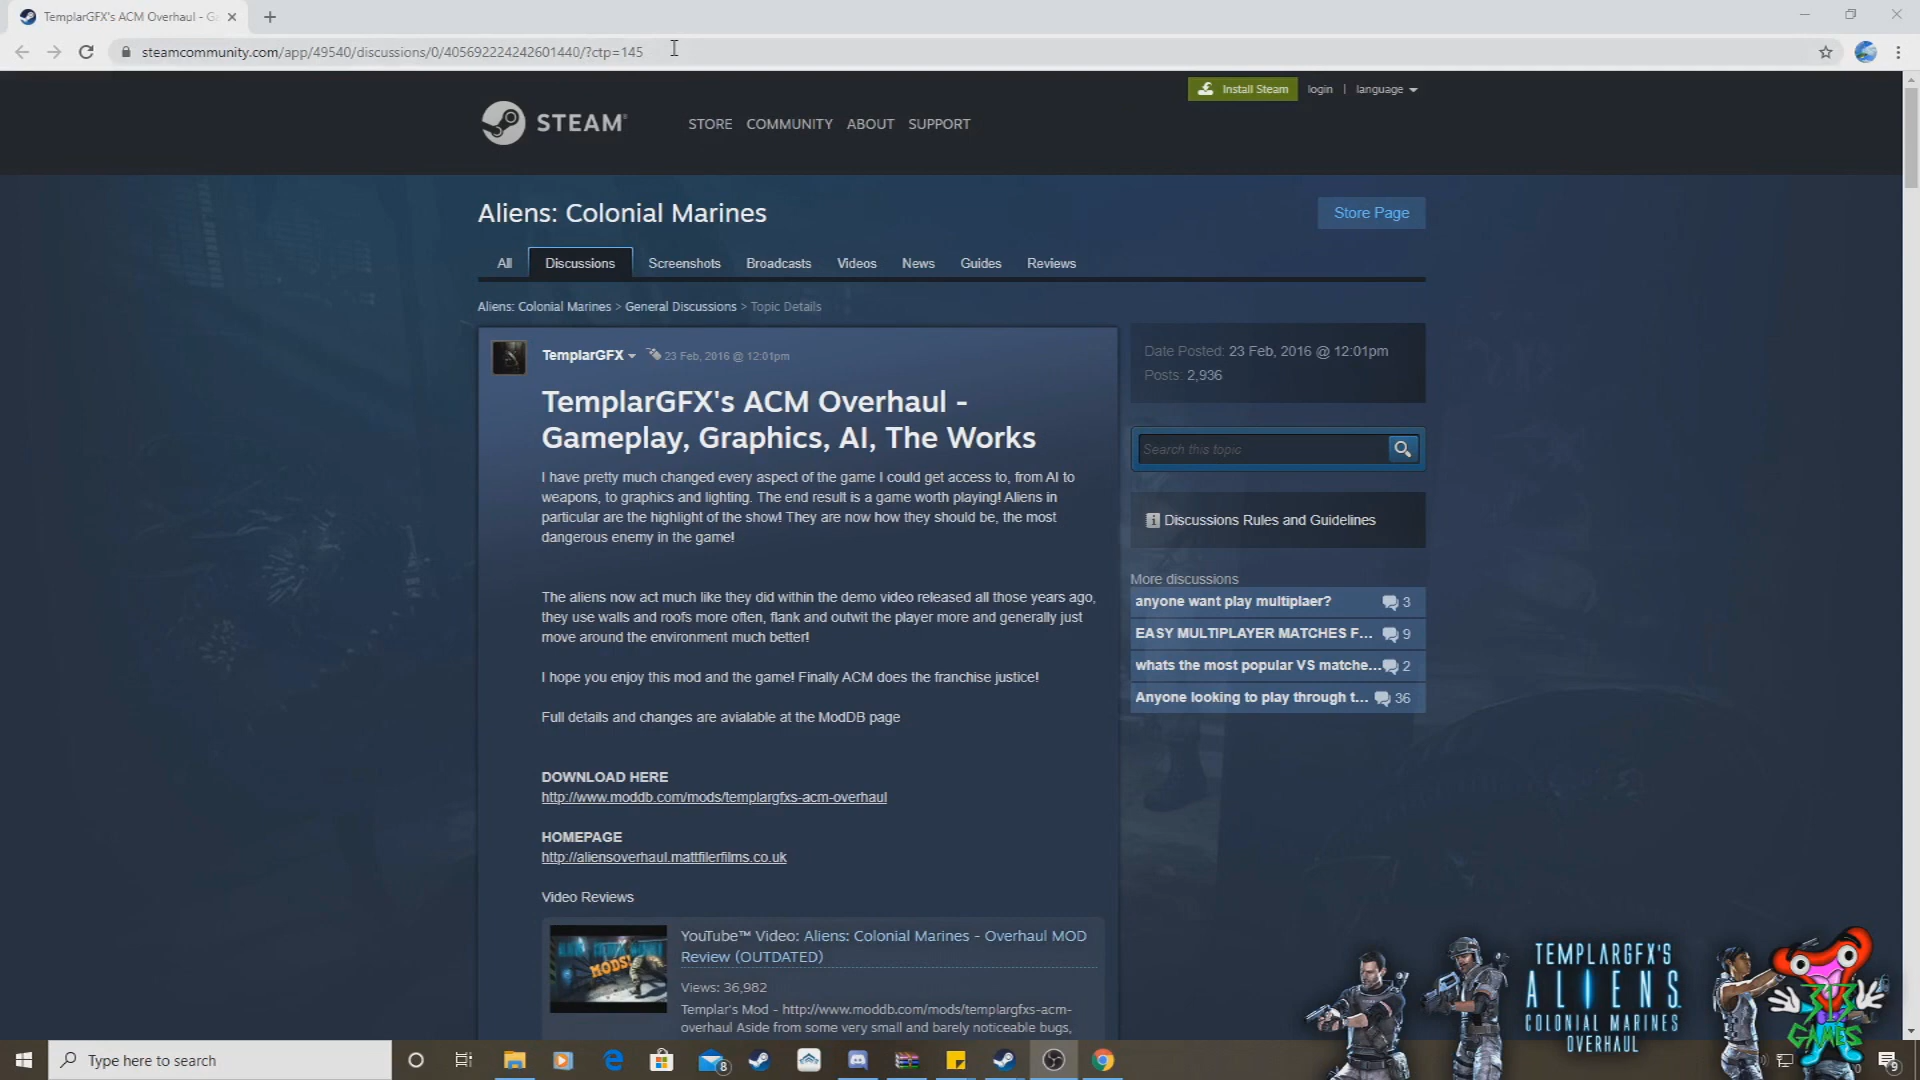 TemplarGFX's ACM Overhaul - Ge
steamcommunity.com/app/49540/discussions/0/405692224242601440/?ctp=145
Install Steam
login | language
STEAM
STORE COMMUNITY ABOUT SUPPORT
Aliens: Colonial Marines
Store Page
All Discussions Screenshots Broadcasts Videos News Guides Reviews
Aliens: Colonial Marines > General Discussions > Topic Details
TemplarGFX 23 Feb, 2016 @ 12:01pm
TemplarGFX's ACM Overhaul -
Gameplay, Graphics, AI, The Works
I have pretty much changed every aspect of the game I could get access to, from AI to
weapons, to graphics and lighting. The end result is a game worth playing! Aliens in
particular are the highlight of the show! They are now how they should be, the most
dangerous enemy in the game!
The aliens now act much like they did within the demo video released all those years ago,
they use walls and roofs more often, flank and outwit the player more and generally just
move around the environment much better!
I hope you enjoy this mod and the game! Finally ACM does the franchise justice!
Full details and changes are avialable at the ModDB page
DOWNLOAD HERE
http://www.moddb.com/mods/templargfxs-acm-overhaul
HOMEPAGE
http://aliensoverhaul.mattfilerfilms.co.uk
Video Reviews
MODS!
YouTube™ Video: Aliens: Colonial Marines - Overhaul MOD
Review (OUTDATED)
Views: 36,982
Templar's Mod - http://www.moddb.com/mods/templargfxs-acm-
overhaul Aside from some very small and barely noticeable bugs,
Date Posted: 23 Feb, 2016 @ 12:01pm
Posts: 2,936
Search this topic
Discussions Rules and Guidelines
More discussions
anyone want play multiplaer? 3
EASY MULTIPLAYER MATCHES F... 9
whats the most popular VS matche... 2
Anyone looking to play through t... 36
TEMPLARGFX'S
ALIENS
COLONIAL MARINES
OVERHAUL
313
GAMES
Type here to search
8
9